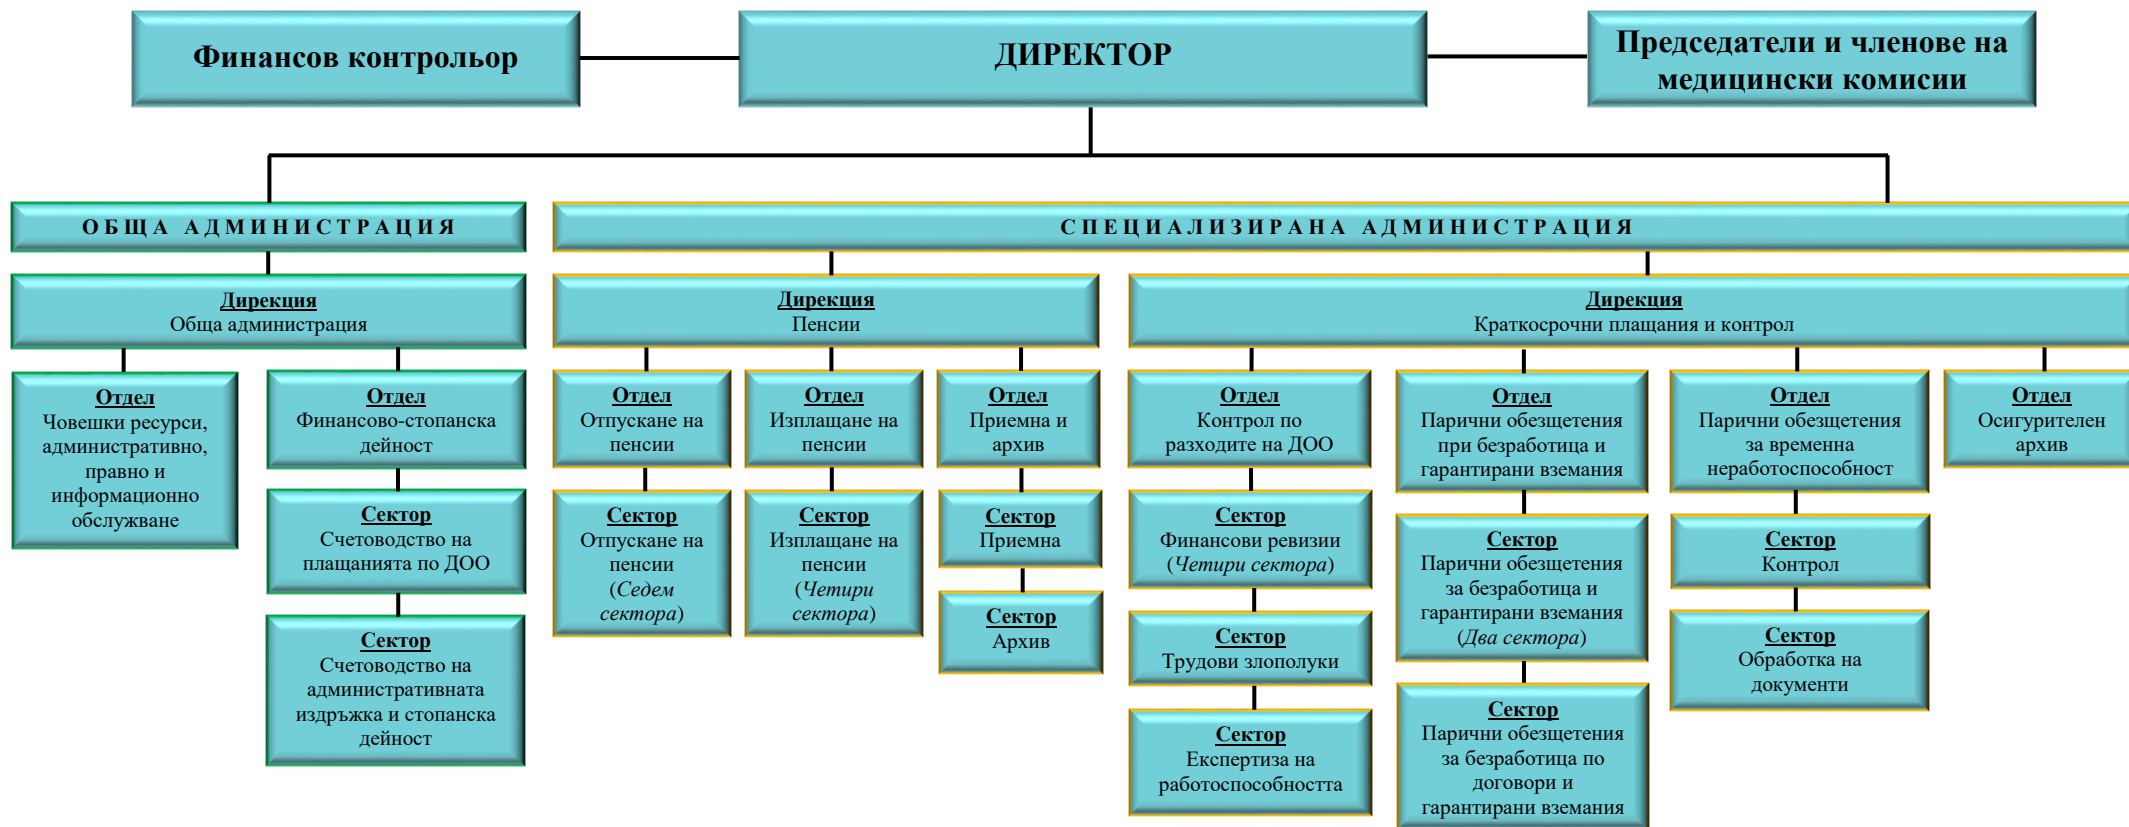 Финансов контрольор
ДИРЕКТОР
Председатели и членове на
медицински комисии
ОБЩА АДМИНИСТРАЦИЯ
СПЕЦИАЛИЗИРАНА АДМИНИСТРАЦИЯ
Дирекция
Обща администрация
Дирекция
Пенсии
Дирекция
Краткосрочни плащания и контрол
Отдел
Човешки ресурси,
административно,
правно и
информационно
обслужване
Отдел
Финансово-стопанска
дейност
Сектор
Счетоводство на
плащанията по ДОО
Сектор
Счетоводство на
административната
издръжка и стопанска
дейност
Отдел
Отпускане на
пенсии
Сектор
Отпускане на
пенсии
(Седем
сектора)
Отдел
Изплащане на
пенсии
Сектор
Изплащане на
пенсии
(Четири
сектора)
Отдел
Приемна и
архив
Сектор
Приемна
Сектор
Архив
Отдел
Контрол по
разходите на ДОО
Сектор
Финансови ревизии
(Четири сектора)
Сектор
Трудови злополуки
Сектор
Експертиза на
работоспособността
Отдел
Парични обезщетения
при безработица и
гарантирани вземания
Сектор
Парични обезщетения
за безработица и
гарантирани вземания
(Два сектора)
Сектор
Парични обезщетения
за безработица по
договори и
гарантирани вземания
Отдел
Парични обезщетения
за временна
неработоспособност
Сектор
Контрол
Сектор
Обработка на
документи
Отдел
Осигурителен
архив